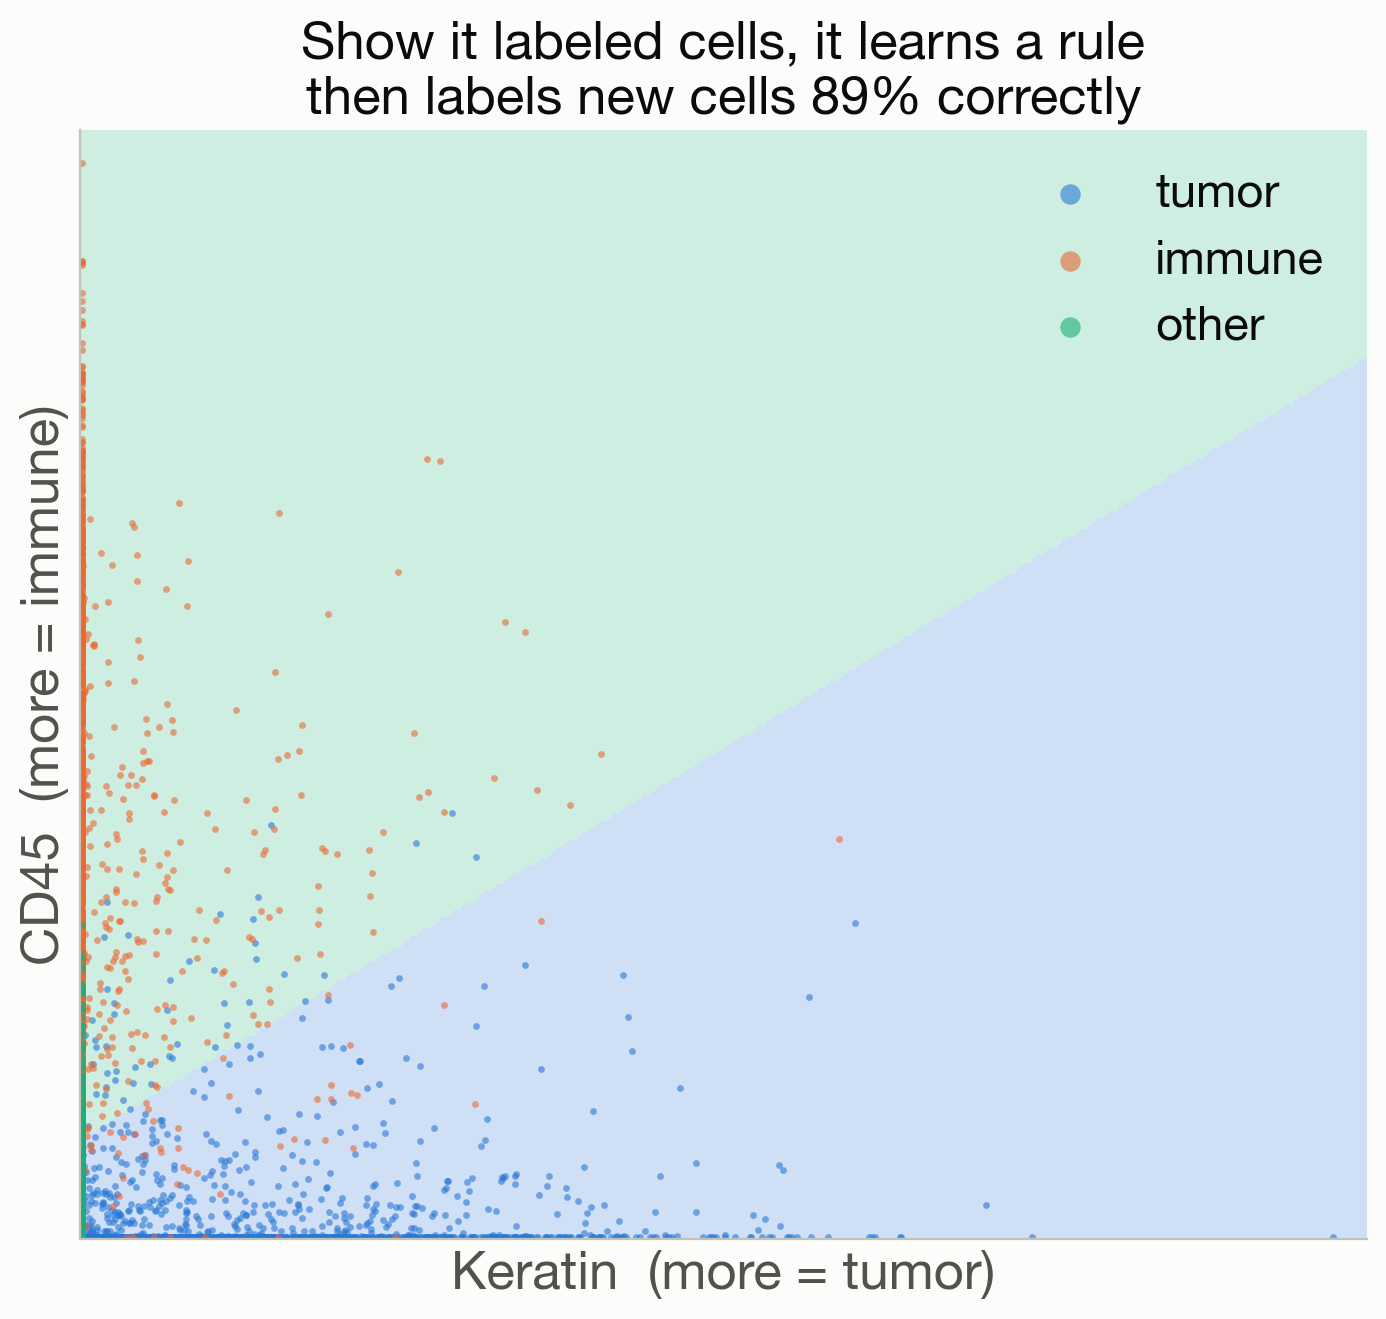 Show it labeled cells, it learns a rule
then labels new cells 89% correctly
tumor
immune
other
CD45 (more = immune)
Keratin (more = tumor)